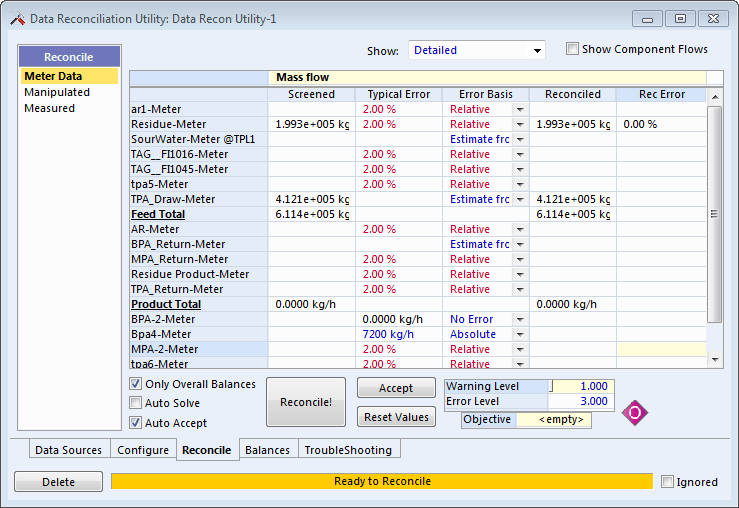 Data Reconciliation Utility: Data Recon Utility-1
Reconcile
Meter Data
Manipulated
Measured
Show: Detailed Show Component Flows
Mass flow
Screened Typical Error Error Basis Reconciled Rec Error
ar1-Meter 2.00 % Relative
Residue-Meter 1.993e+005 kg 2.00 % Relative 1.993e+005 kg 0.00 %
SourWater-Meter @TPL1 Estimate fro
TAG__FI1016-Meter 2.00 % Relative
TAG__FI1045-Meter 2.00 % Relative
tpa5-Meter 2.00 % Relative
TPA_Draw-Meter 4.121e+005 kg Estimate fro 4.121e+005 kg
Feed Total 6.114e+005 kg 6.114e+005 kg
AR-Meter 2.00 % Relative
BPA_Return-Meter Estimate fro
MPA_Return-Meter 2.00 % Relative
Residue Product-Meter 2.00 % Relative
TPA_Return-Meter 2.00 % Relative
Product Total 0.0000 kg/h 0.0000 kg/h
BPA-2-Meter 0.0000 kg/h No Error
Bpa4-Meter 7200 kg/h Absolute
MPA-2-Meter 2.00 % Relative
tpa6-Meter 2.00 % Relative
Only Overall Balances
Auto Solve
Auto Accept
Reconcile!
Accept
Reset Values
Warning Level 1.000
Error Level 3.000
Objective <empty>
O
Data Sources Configure Reconcile Balances TroubleShooting
Delete Ready to Reconcile Ignored